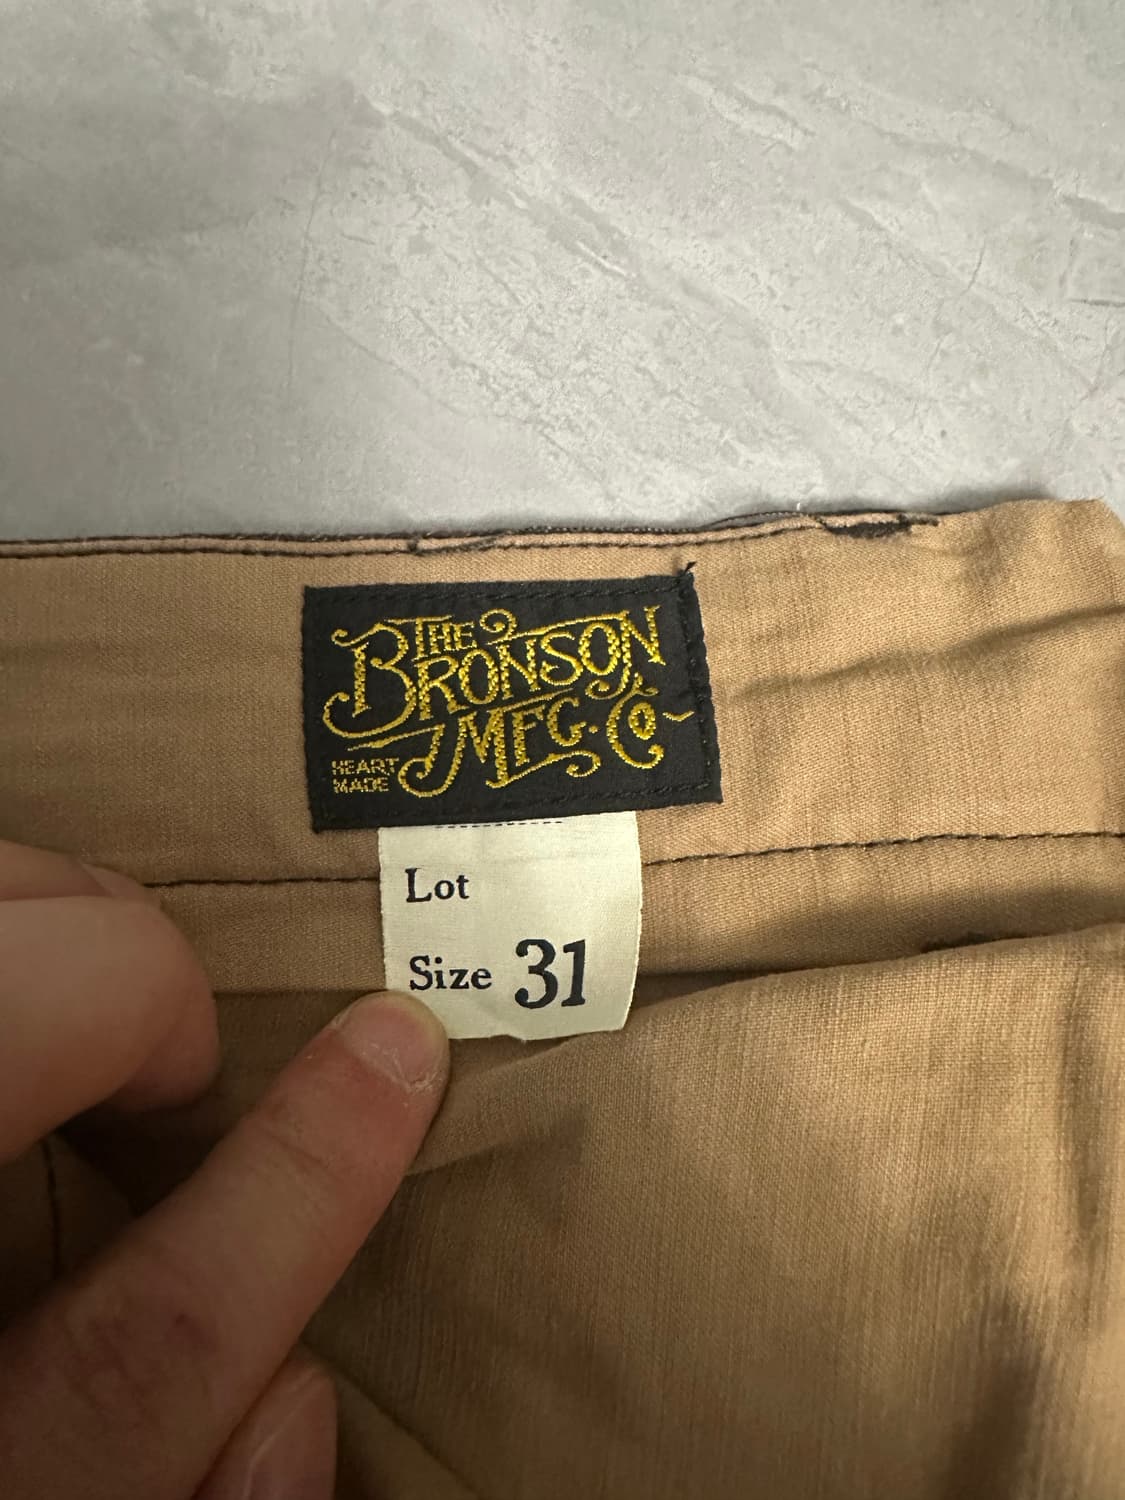 THE
BRONSON
MFG. Co
HEART
MADE
Lot
Size 31